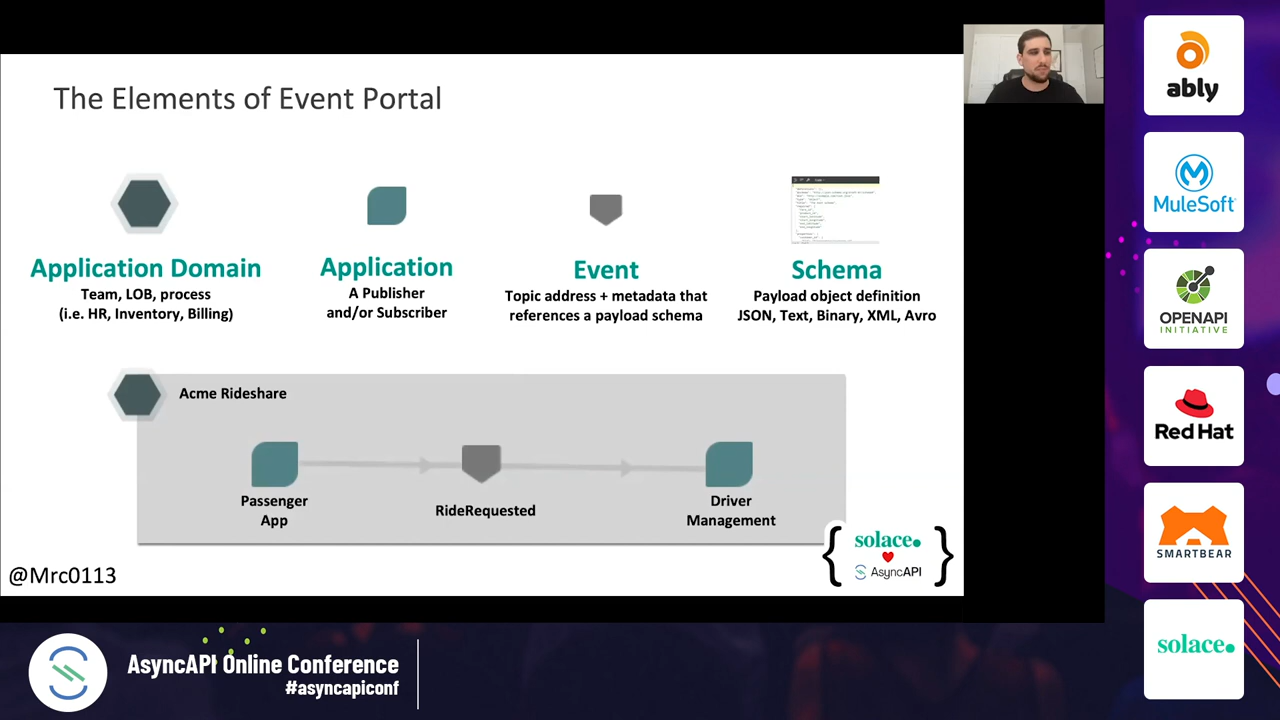 The Elements of Event Portal
Application Domain
Team, LOB, process
(i.e. HR, Inventory, Billing)
Application
A Publisher
and/or Subscriber
Event
Topic address + metadata that
references a payload schema
Schema
Payload object definition
JSON, Text, Binary, XML, Avro
Acme Rideshare
Passenger
App
RideRequested
Driver
Management
@Mrc0113
solace.
AsyncAPI
ably
MuleSoft
OPENAPI
INITIATIVE
Red Hat
SMARTBEAR
solace.
AsyncAPI Online Conference
#asyncapiconf